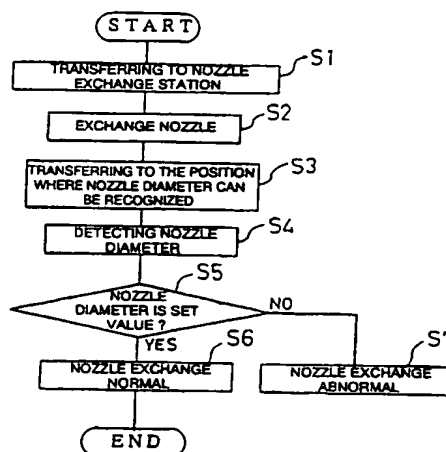 START
S1
TRANSFERRING TO NOZZLE
EXCHANGE STATION
S2
EXCHANGE NOZZLE
S3
TRANSFERRING TO THE POSITION
WHERE NOZZLE DIAMETER CAN
BE RECOGNIZED
S4
DETECTING NOZZLE
DIAMETER
S5
NOZZLE
DIAMETER IS SET
VALUE ?
NO
YES
S6
NOZZLE EXCHANGE
NORMAL
NOZZLE EXCHANGE
ABNORMAL
END